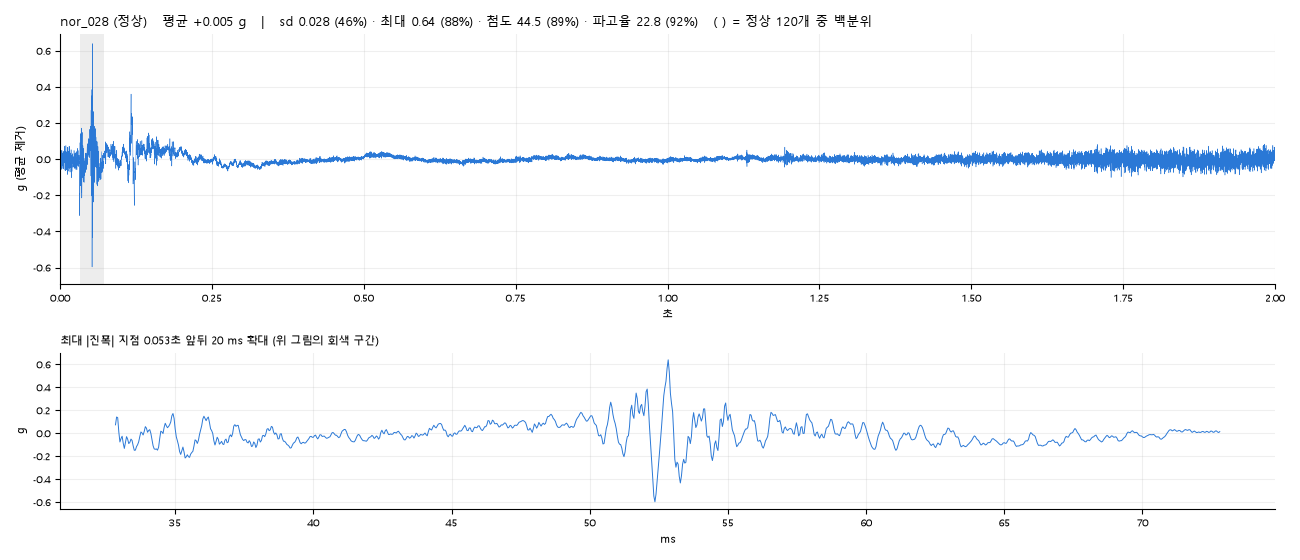 nor_028 (정상) 평균 +0.005 g | sd 0.028 (46%) · 최대 0.64 (88%) · 첨도 44.5 (89%) · 파고율 22.8 (92%) ( ) = 정상 120개 중 백분위
0.6
0.4
0.2
0.0
-0.2
-0.4
-0.6
g (평균 제거)
0.00 0.25 0.50 0.75 1.00 1.25 1.50 1.75 2.00
초
최대 |진폭| 지점 0.053초 앞뒤 20 ms 확대 (위 그림의 회색 구간)
0.6
0.4
0.2
0.0
-0.2
-0.4
-0.6
g
35 40 45 50 55 60 65 70
ms